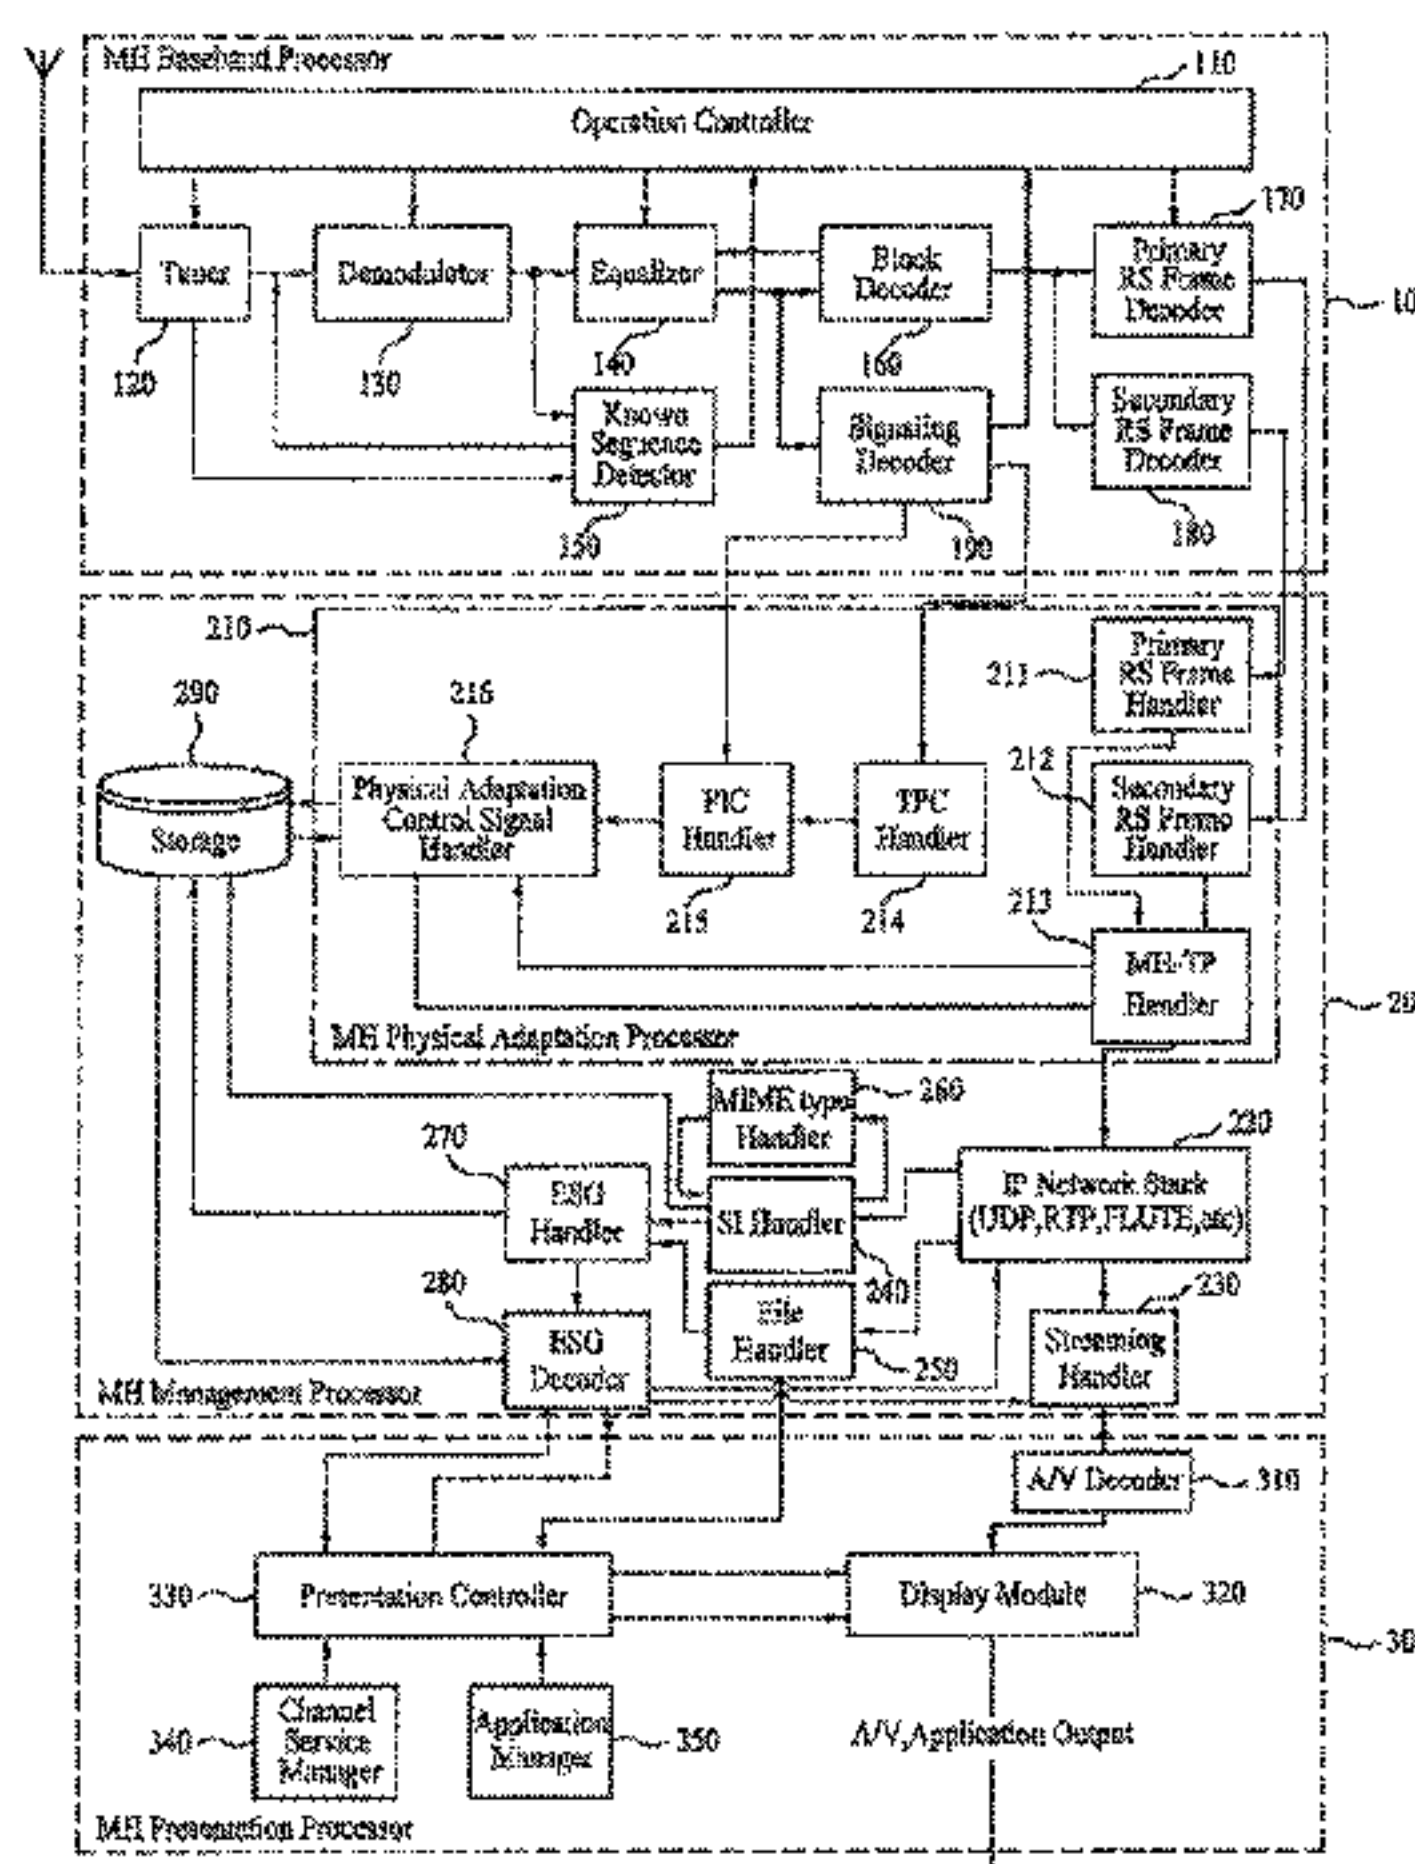 MH Baseband Processor
110
Operation Controller
Tuner
Demodulator
Equalizer
Block
Decoder
170
Primary
RS Frame
Decoder
10
120
130
140
160
Known
Sequence
Detector
Signaling
Decoder
Secondary
RS Frame
Decoder
150
190
180
210
Primary
RS Frame
Handler
211
290
216
Storage
Physical Adaptation
Control Signal
Handler
FIC
Handler
TPC
Handler
212
Secondary
RS Frame
Handler
215
214
213
MH-TP
Handler
20
MH Physical Adaptation Processor
MIME type
Handler
260
220
270
ESG
Handler
SI Handler
IP Network Stack
(UDP,RTP,FLUTE,etc)
240
280
230
ESG
Decoder
File
Handler
250
Streaming
Handler
MH Management Processor
A/V Decoder
310
330
Presentation Controller
Display Module
320
30
340
Channel
Service
Manager
Application
Manager
350
A/V,Application Output
MH Presentation Processor